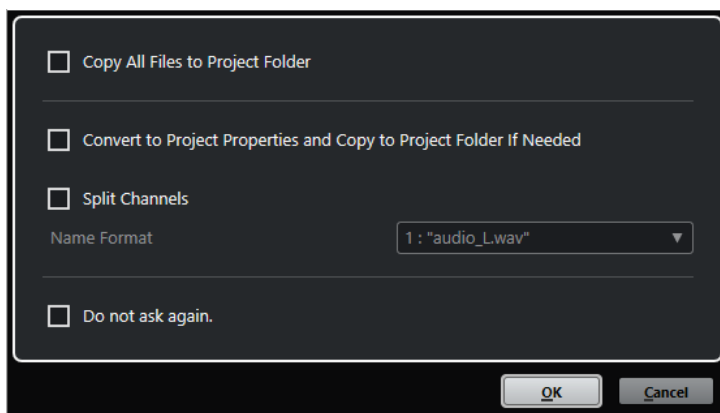 Copy All Files to Project Folder
Convert to Project Properties and Copy to Project Folder If Needed
Split Channels
Name Format
1 : "audio_L.wav"
Do not ask again.
OK
Cancel